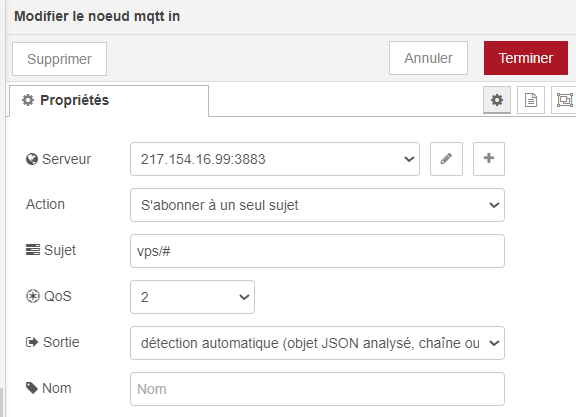 Modifier le noeud mqtt in
Supprimer
Annuler
Terminer
Propriétés
Serveur
217.154.16.99:3883
Action
S'abonner à un seul sujet
Sujet
vps/#
QoS
2
Sortie
détection automatique (objet JSON analysé, chaîne ou
Nom
Nom